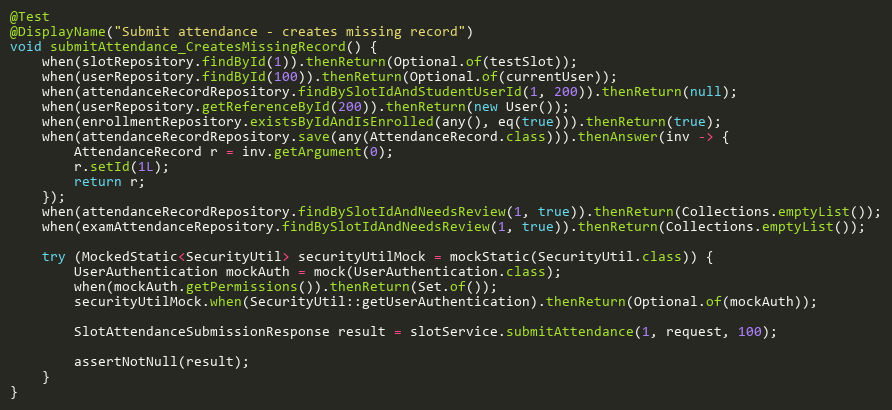 @Test
@DisplayName("Submit attendance - creates missing record")
void submitAttendance_CreatesMissingRecord() {
    when(slotRepository.findById(1)).thenReturn(Optional.of(testSlot));
    when(userRepository.findById(100)).thenReturn(Optional.of(currentUser));
    when(attendanceRecordRepository.findBySlotIdAndStudentUserId(1, 200)).thenReturn(null);
    when(userRepository.getReferenceById(200)).thenReturn(new User());
    when(enrollmentRepository.existsByIdAndIsEnrolled(any(), eq(true))).thenReturn(true);
    when(attendanceRecordRepository.save(any(AttendanceRecord.class))).thenAnswer(inv -> {
        AttendanceRecord r = inv.getArgument(0);
        r.setId(1L);
        return r;
    });
    when(attendanceRecordRepository.findBySlotIdAndNeedsReview(1, true)).thenReturn(Collections.emptyList());
    when(examAttendanceRepository.findBySlotIdAndNeedsReview(1, true)).thenReturn(Collections.emptyList());
    try (MockedStatic<SecurityUtil> securityUtilMock = mockStatic(SecurityUtil.class)) {
        UserAuthentication mockAuth = mock(UserAuthentication.class);
        when(mockAuth.getPermissions()).thenReturn(Set.of());
        securityUtilMock.when(SecurityUtil::getUserAuthentication).thenReturn(Optional.of(mockAuth));
        SlotAttendanceSubmissionResponse result = slotService.submitAttendance(1, request, 100);
        assertNotNull(result);
    }
}